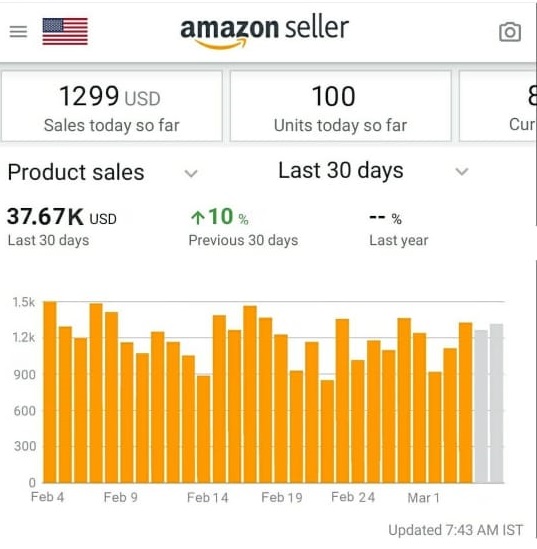 amazon seller
1299 USD
Sales today so far
100
Units today so far
8
Cur
Product sales
Last 30 days
37.67K USD
Last 30 days
↑10 %
Previous 30 days
-- %
Last year
1.5k
1.2k
900
600
300
0
Feb 4
Feb 9
Feb 14
Feb 19
Feb 24
Mar 1
Updated 7:43 AM IST